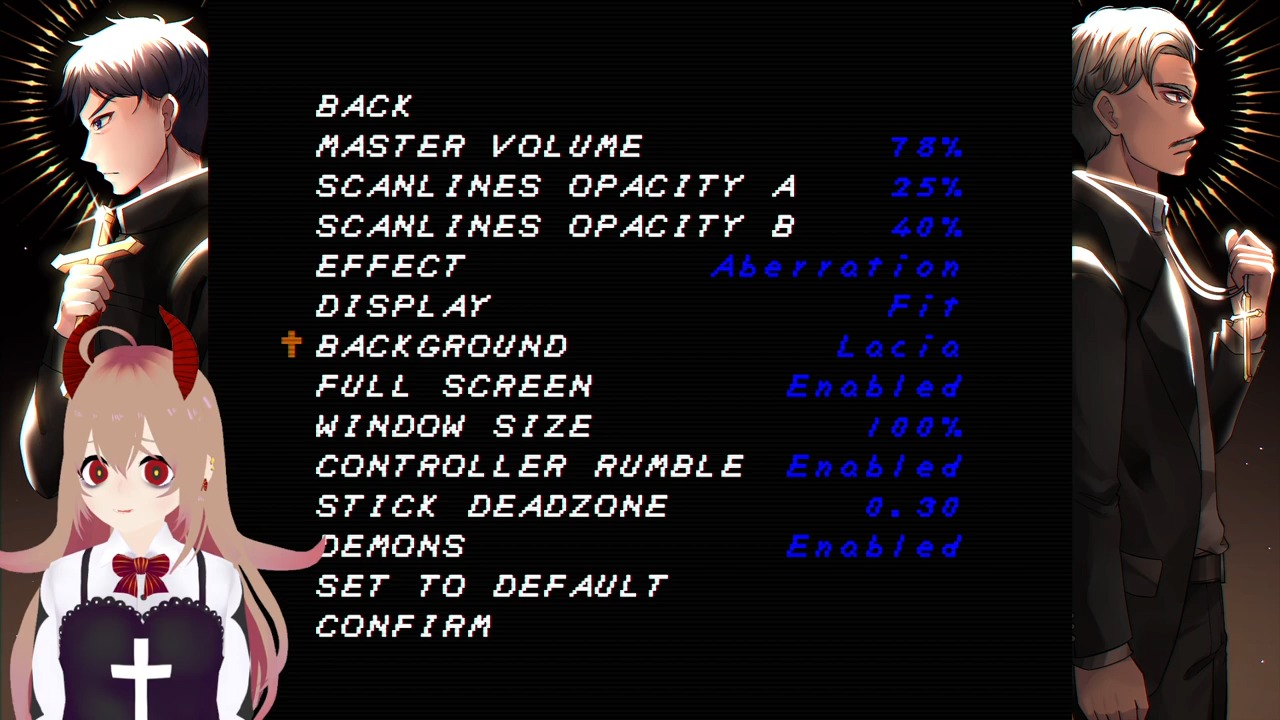 BACK
MASTER VOLUME 78%
SCANLINES OPACITY A 25%
SCANLINES OPACITY B 40%
EFFECT Aberration
DISPLAY Fit
BACKGROUND Lacia
FULL SCREEN Enabled
WINDOW SIZE 100%
CONTROLLER RUMBLE Enabled
STICK DEADZONE 0.30
DEMONS Enabled
SET TO DEFAULT
CONFIRM